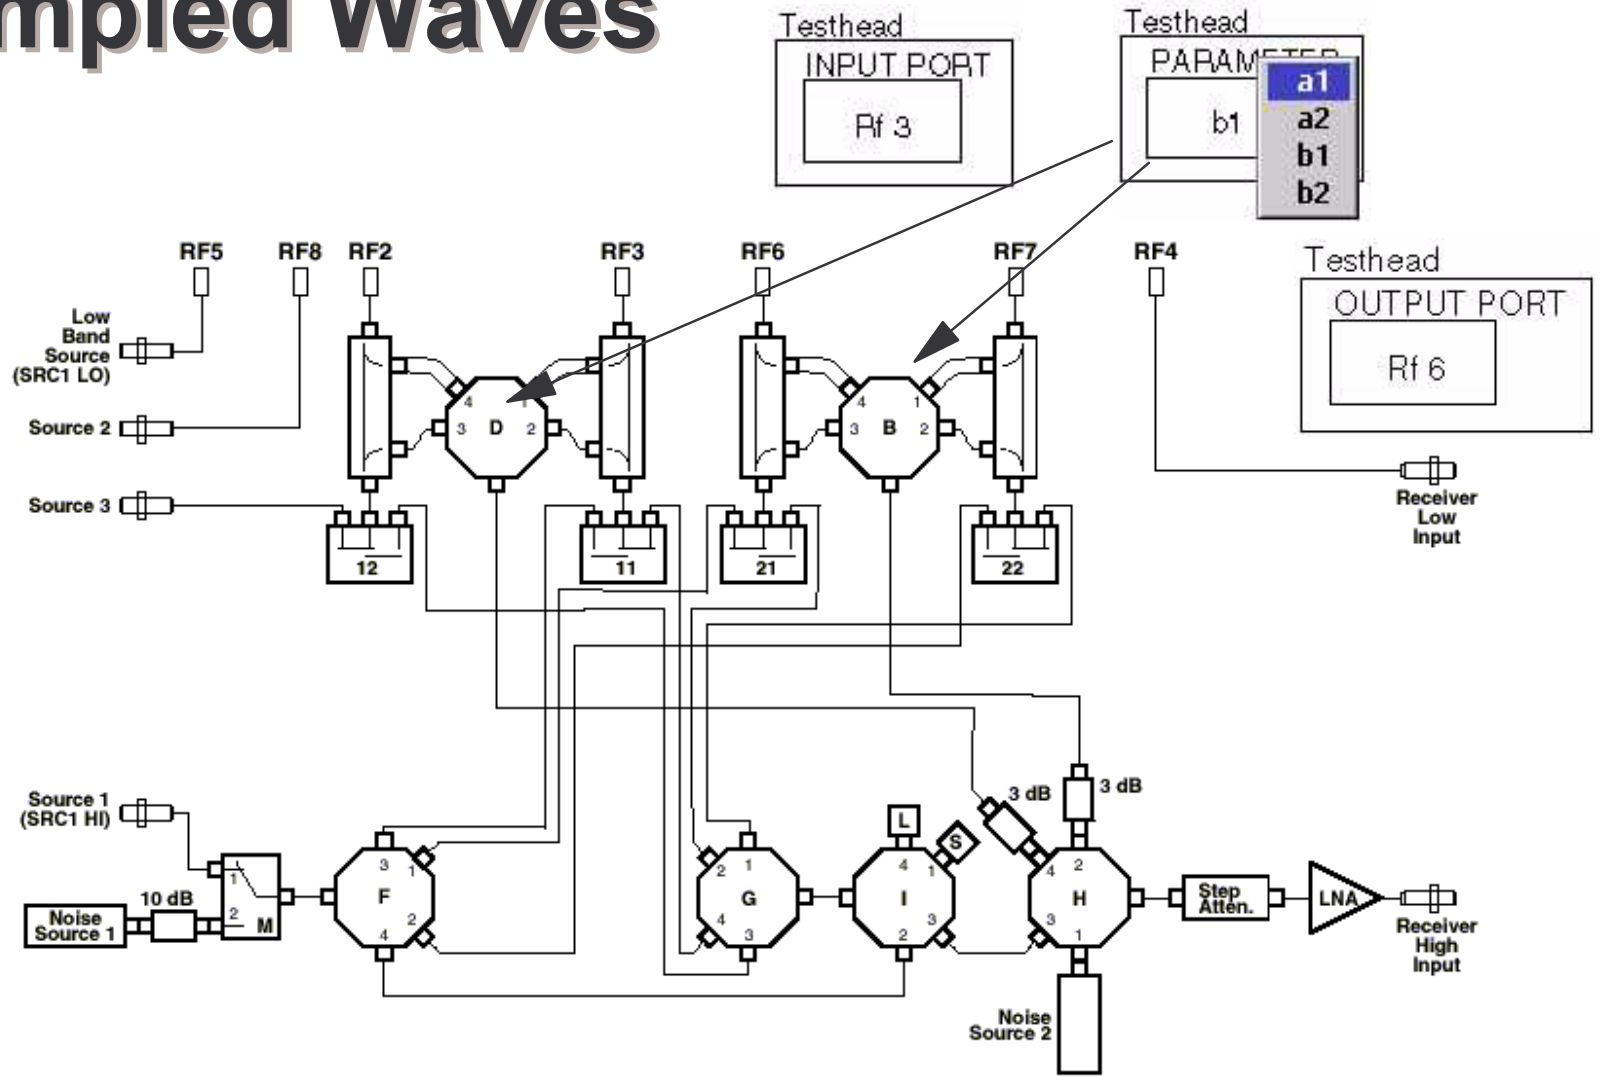 mpled Waves
Testhead
INPUT PORT
Rf 3
Testhead
b1
a1
a2
b1
b2
Testhead
OUTPUT PORT
Rf 6
RF5
RF8
RF2
RF3
RF6
RF7
RF4
Low
Band
Source
(SRC1 LO)
Source 2
Source 3
4
1
3
D
2
4
1
3
B
2
Receiver
Low
Input
12
11
21
22
Source 1
(SRC1 HI)
Noise
Source 1
10 dB
1
2
M
3
1
F
2
4
2
1
G
4
3
L
S
4
1
I
3
2
3 dB
3 dB
4
2
H
3
1
Noise
Source 2
Step
Atten.
LNA
Receiver
High
Input